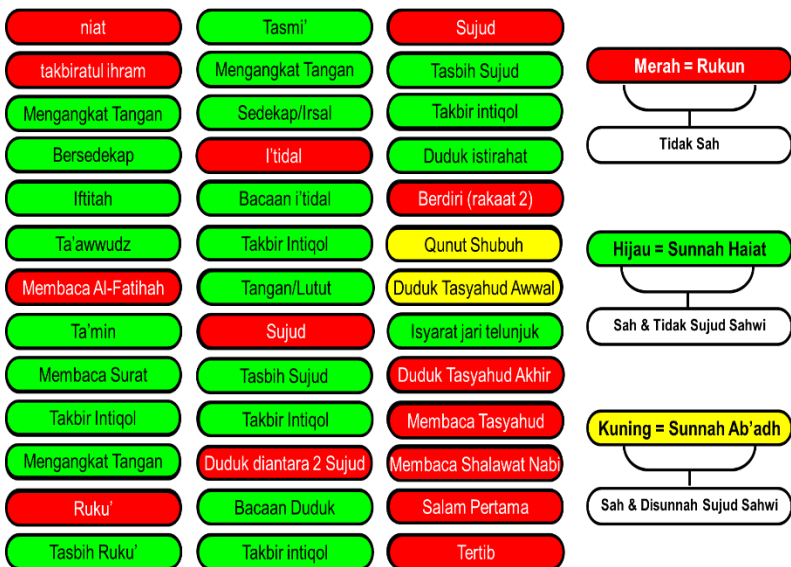 niat
takbiratul ihram
Mengangkat Tangan
Bersedekap
Iftitah
Ta'awwudz
Membaca Al-Fatihah
Ta'min
Membaca Surat
Takbir Intiqol
Mengangkat Tangan
Ruku'
Tasbih Ruku'
Tasmi'
Mengangkat Tangan
Sedekap/Irsal
I'tidal
Bacaan i'tidal
Takbir Intiqol
Tangan/Lutut
Sujud
Tasbih Sujud
Takbir Intiqol
Duduk diantara 2 Sujud
Bacaan Duduk
Takbir intiqol
Sujud
Tasbih Sujud
Takbir intiqol
Duduk istirahat
Berdiri (rakaat 2)
Qunut Shubuh
Duduk Tasyahud Awwal
Isyarat jari telunjuk
Duduk Tasyahud Akhir
Membaca Tasyahud
Membaca Shalawat Nabi
Salam Pertama
Tertib
Merah = Rukun
Tidak Sah
Hijau = Sunnah Haiat
Sah & Tidak Sujud Sahwi
Kuning = Sunnah Ab'adh
Sah & Disunnah Sujud Sahwi